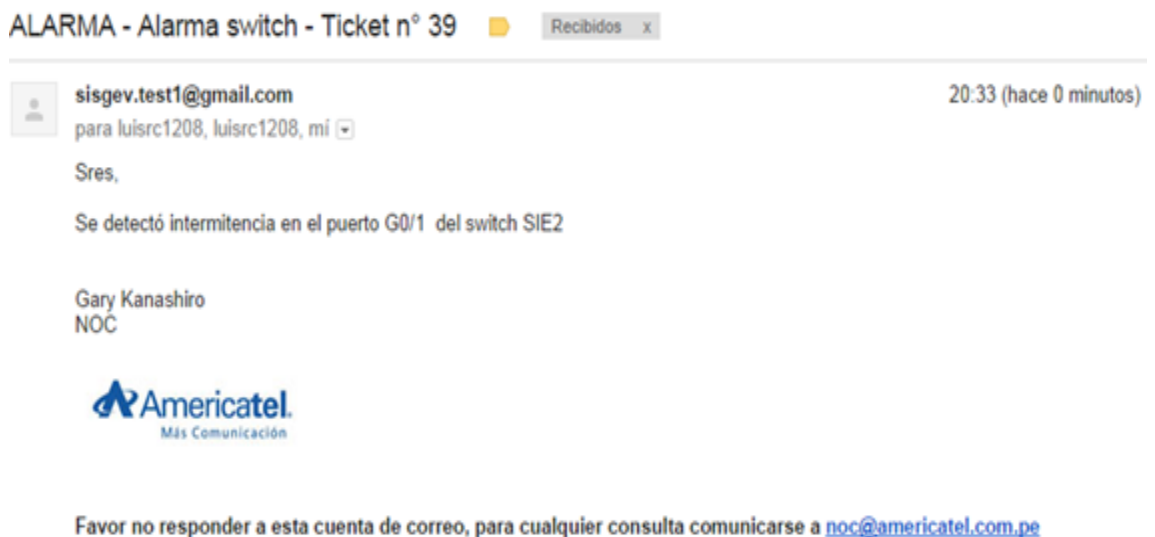 ALARMA - Alarma switch - Ticket n° 39 Recibidos x
sisgev.test1@gmail.com 20:33 (hace 0 minutos)
para luisrc1208, luisrc1208, mí
Sres,
Se detectó intermitencia en el puerto G0/1 del switch SIE2
Gary Kanashiro
NOC
Americatel.
Más Comunicación
Favor no responder a esta cuenta de correo, para cualquier consulta comunicarse a noc@americatel.com.pe